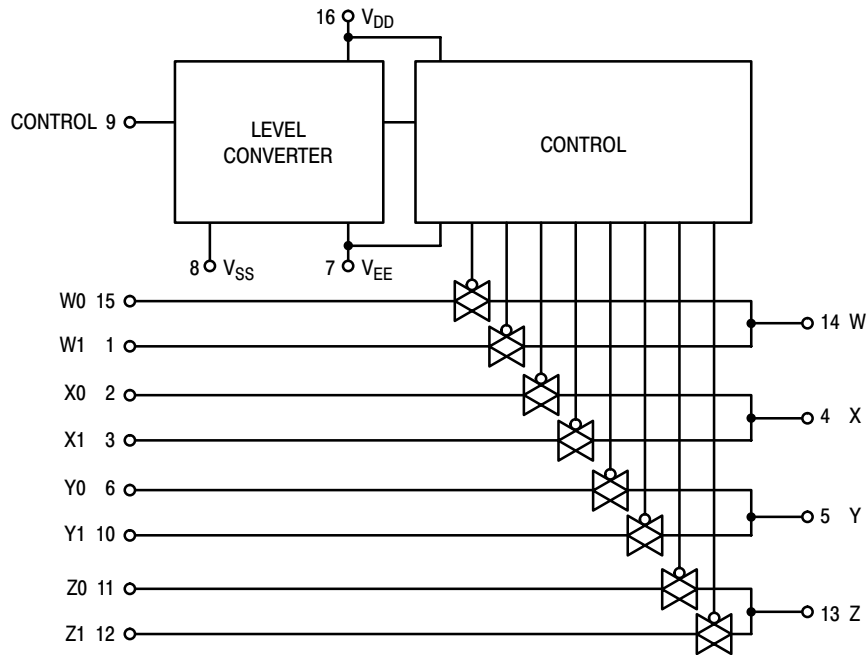 16 VDD
CONTROL 9
LEVEL
CONVERTER
CONTROL
8 VSS
7 VEE
W0 15
14 W
W1 1
X0 2
4 X
X1 3
Y0 6
5 Y
Y1 10
Z0 11
13 Z
Z1 12